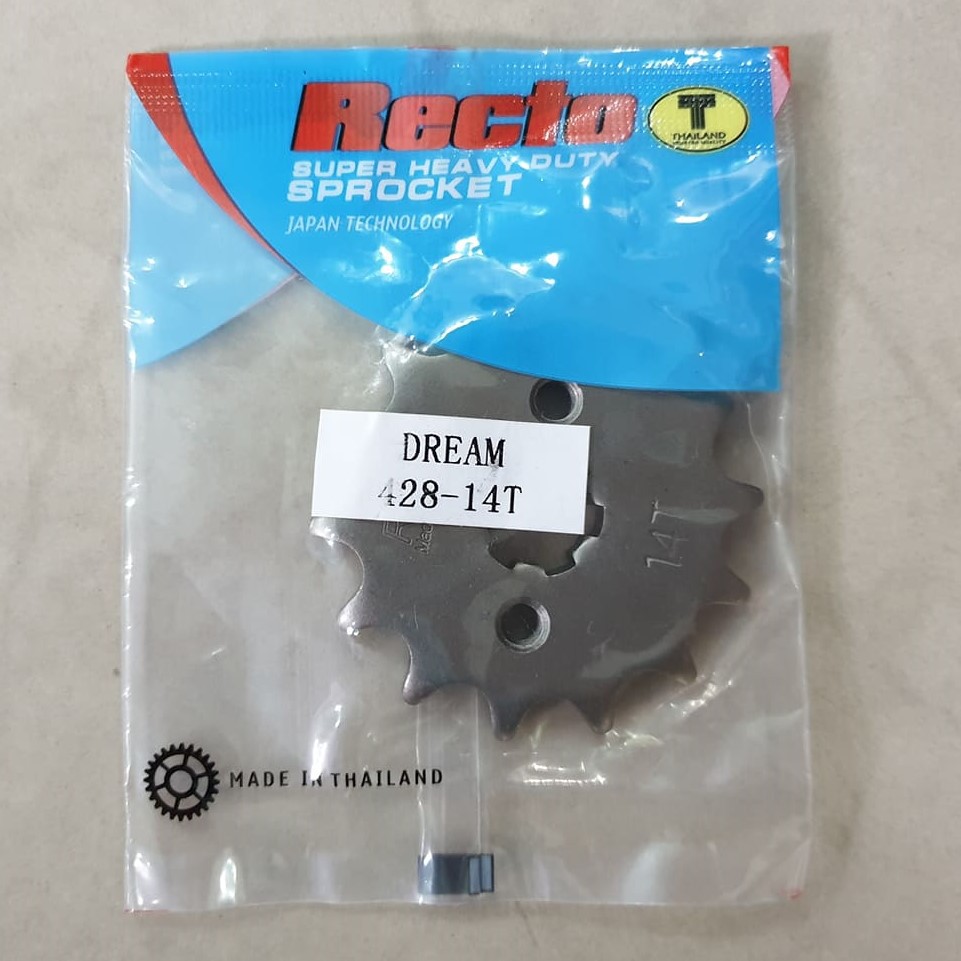 Recto
T
THAILAND
SUPER HEAVY DUTY
SPROCKET
JAPAN TECHNOLOGY
DREAM
428-14T
14T
MADE IN THAILAND